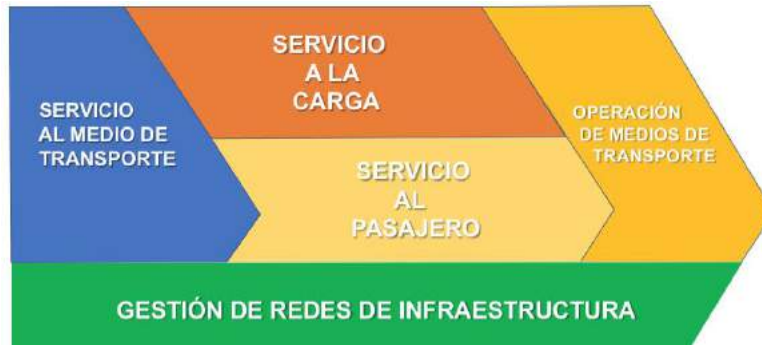 SERVICIO
AL MEDIO DE
TRANSPORTE
SERVICIO
A LA
CARGA
SERVICIO
AL
PASAJERO
OPERACIÓN
DE MEDIOS DE
TRANSPORTE
GESTIÓN DE REDES DE INFRAESTRUCTURA